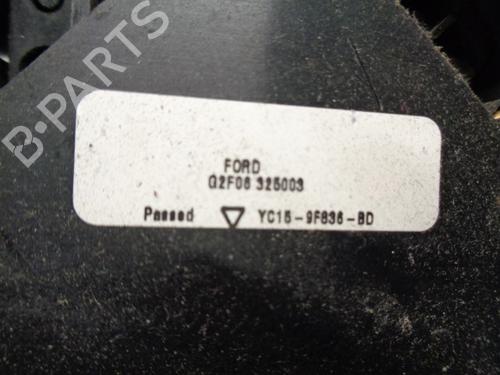 B-PARTS
FORD
G2F06 325003
Passed YC15-9F836-BD